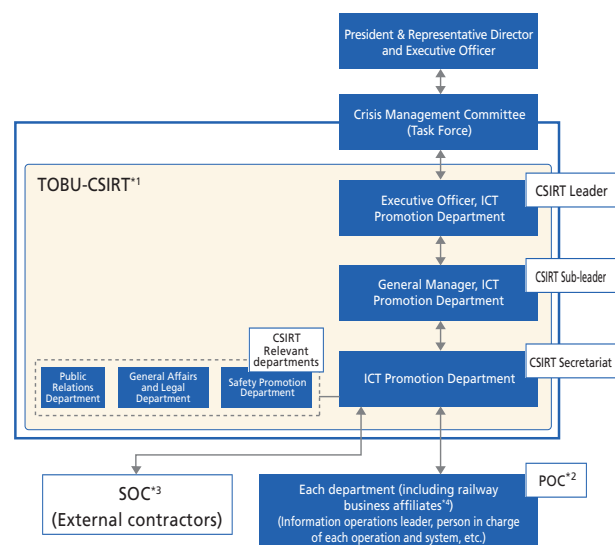 President & Representative Director
and Executive Officer
Crisis Management Committee
(Task Force)
TOBU-CSIRT*1
CSIRT Leader
Executive Officer, ICT
Promotion Department
CSIRT Sub-leader
General Manager, ICT
Promotion Department
CSIRT
Relevant
departments
CSIRT Secretariat
Public
Relations
Department
General Affairs
and Legal
Department
Safety Promotion
Department
ICT Promotion Department
SOC*3
(External contractors)
POC*2
Each department (including railway
business affiliates*4)
(Information operations leader, person in charge
of each operation and system, etc.)